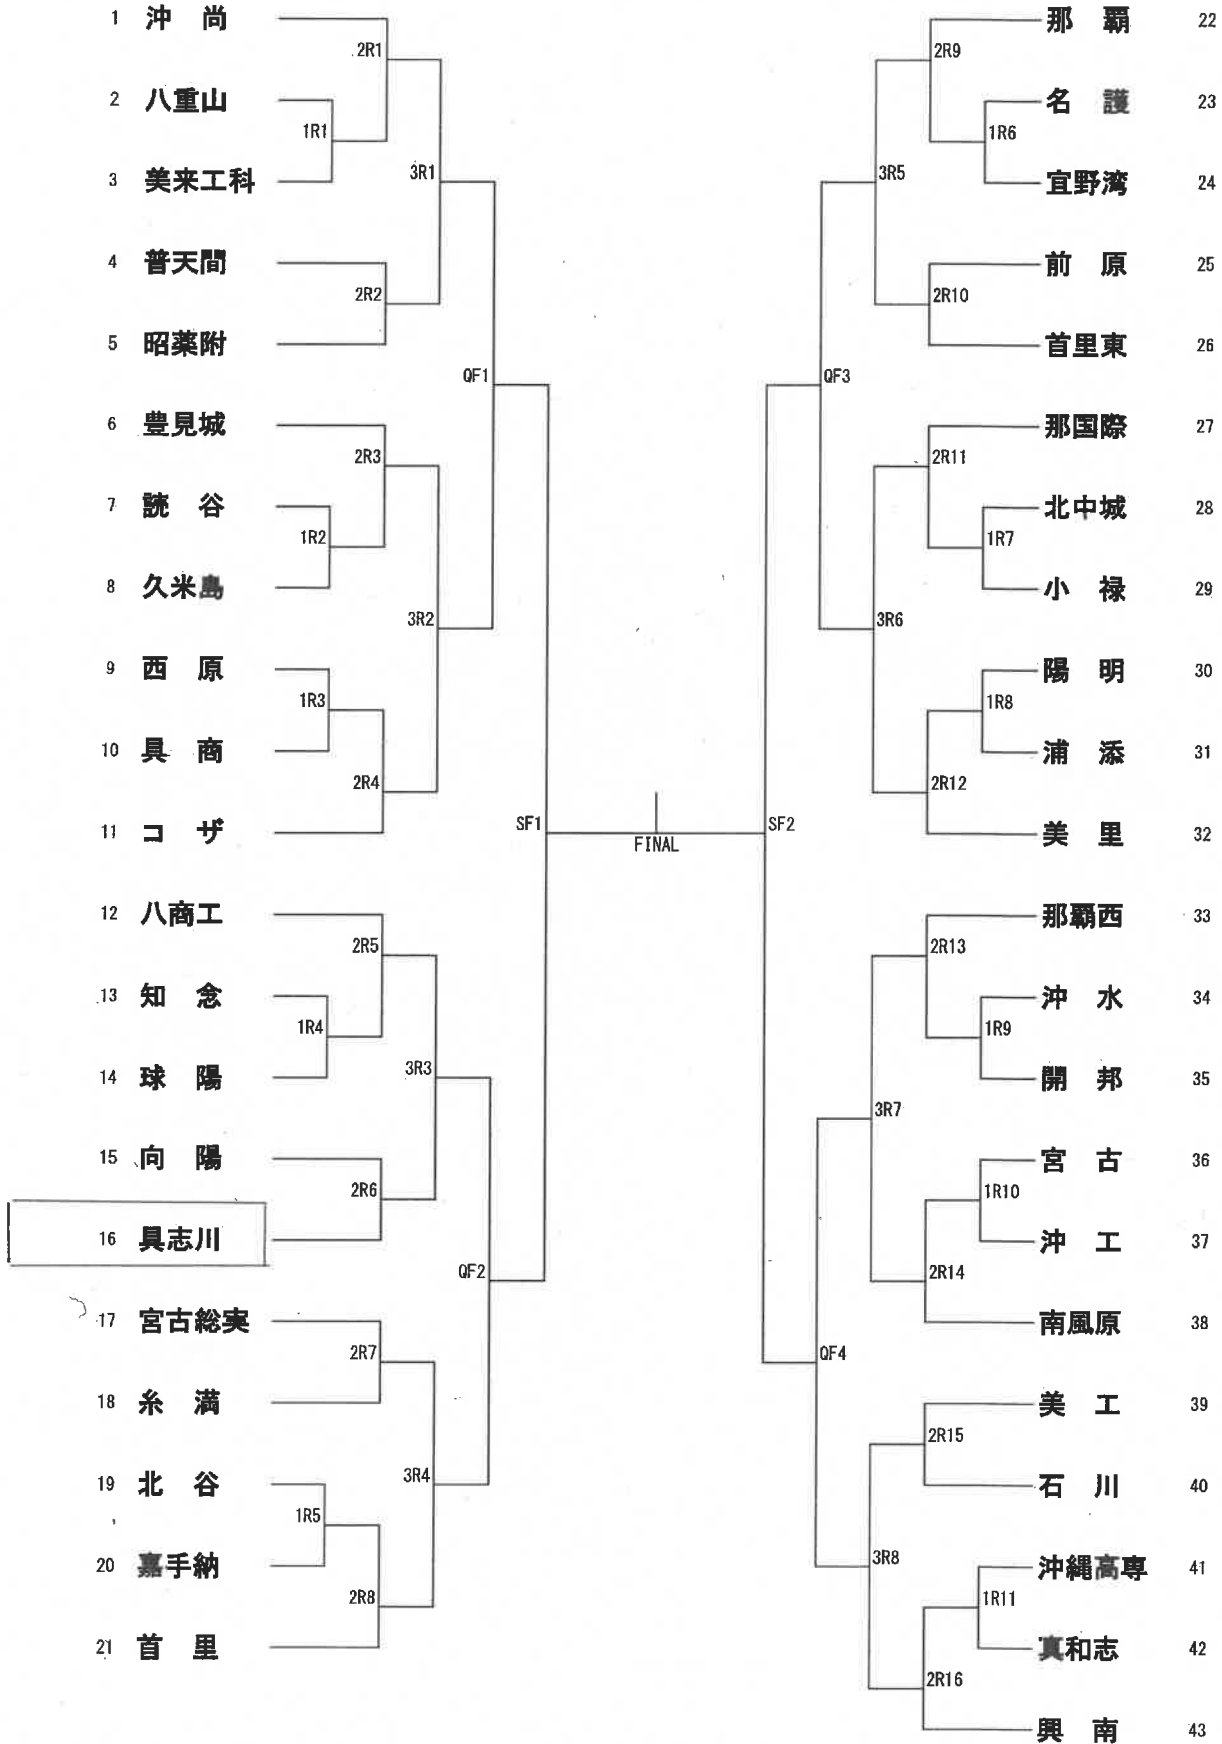 1 沖 尚
2R1
2 八重山
1R1
3 美来工科
3R1
4 普天間
2R2
5 昭薬附
QF1
6 豊見城
2R3
7 読 谷
1R2
8 久米島
3R2
9 西 原
1R3
10 具 商
2R4
11 コ ザ
SF1
12 八商工
2R5
13 知 念
1R4
14 球 陽
3R3
15 向 陽
2R6
16 具志川
QF2
17 宮古総実
2R7
18 糸 満
3R4
19 北 谷
1R5
20 嘉手納
2R8
21 首 里
FINAL
那 覇 22
2R9
名 護 23
1R6
宜野湾 24
3R5
前 原 25
2R10
首里東 26
QF3
那国際 27
2R11
北中城 28
1R7
小 禄 29
3R6
陽 明 30
1R8
浦 添 31
2R12
美 里 32
SF2
那覇西 33
2R13
沖 水 34
1R9
開 邦 35
3R7
宮 古 36
1R10
沖 工 37
2R14
南風原 38
QF4
美 工 39
2R15
石 川 40
3R8
沖縄高専 41
1R11
真和志 42
2R16
興 南 43